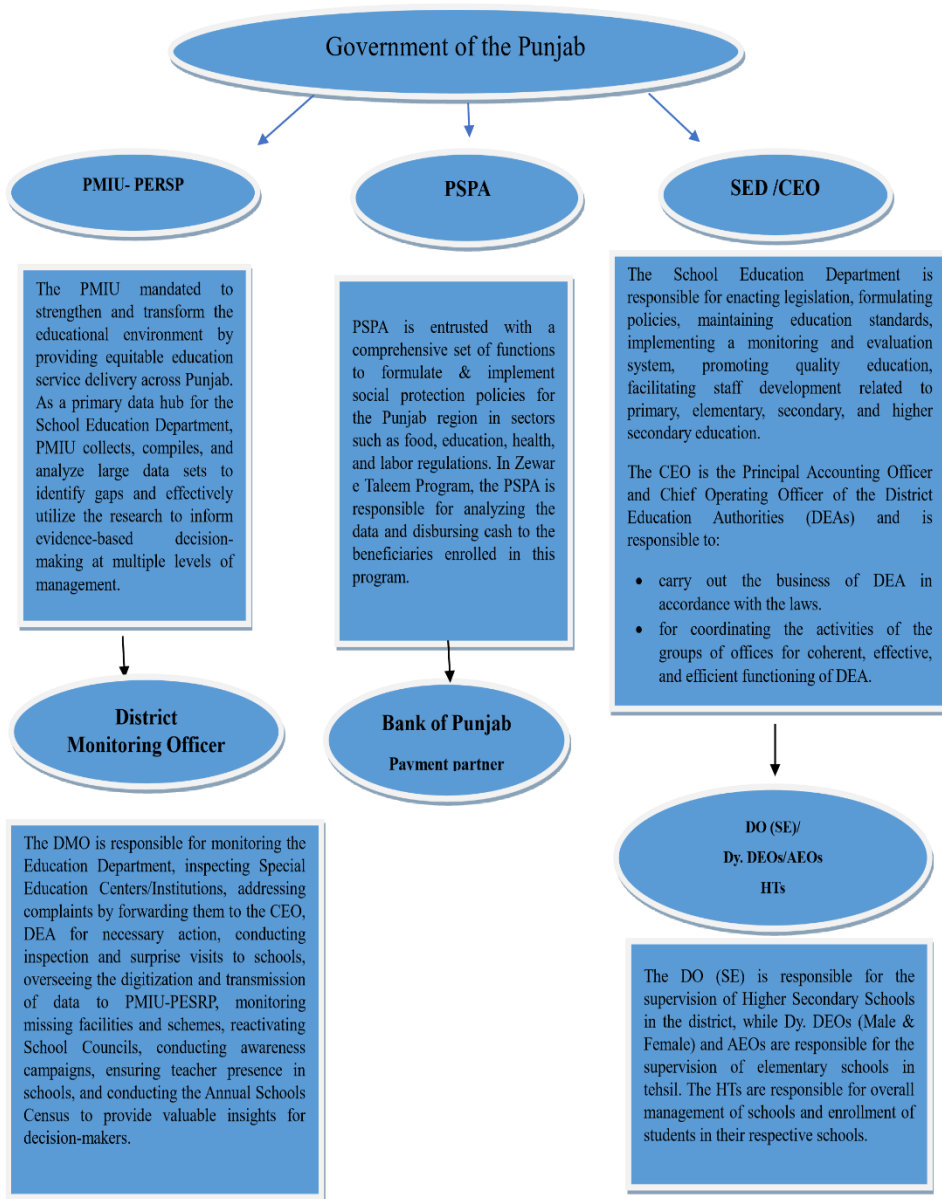 Government of the Punjab
PMIU- PERSP
PSPA
SED /CEO
The PMIU mandated to
strengthen and transform the
educational environment by
providing equitable education
service delivery across Punjab.
As a primary data hub for the
School Education Department,
PMIU collects, compiles, and
analyze large data sets to
identify gaps and effectively
utilize the research to inform
evidence-based decision-
making at multiple levels of
management.
PSPA is entrusted with a
comprehensive set of functions
to formulate & implement
social protection policies for
the Punjab region in sectors
such as food, education, health,
and labor regulations. In Zewar
e Taleem Program, the PSPA is
responsible for analyzing the
data and disbursing cash to the
beneficiaries enrolled in this
program.
The School Education Department is
responsible for enacting legislation, formulating
policies, maintaining education standards,
implementing a monitoring and evaluation
system, promoting quality education,
facilitating staff development related to
primary, elementary, secondary, and higher
secondary education.
The CEO is the Principal Accounting Officer
and Chief Operating Officer of the District
Education Authorities (DEAs) and is
responsible to:
• carry out the business of DEA in
accordance with the laws.
• for coordinating the activities of the
groups of offices for coherent, effective,
and efficient functioning of DEA.
District
Monitoring Officer
Bank of Punjab
Payment partner
DO (SE)/
Dy. DEOs/AEOs
HTs
The DMO is responsible for monitoring the
Education Department, inspecting Special
Education Centers/Institutions, addressing
complaints by forwarding them to the CEO,
DEA for necessary action, conducting
inspection and surprise visits to schools,
overseeing the digitization and transmission
of data to PMIU-PESRP, monitoring
missing facilities and schemes, reactivating
School Councils, conducting awareness
campaigns, ensuring teacher presence in
schools, and conducting the Annual Schools
Census to provide valuable insights for
decision-makers.
The DO (SE) is responsible for the
supervision of Higher Secondary Schools
in the district, while Dy. DEOs (Male &
Female) and AEOs are responsible for the
supervision of elementary schools in
tehsil. The HTs are responsible for overall
management of schools and enrollment of
students in their respective schools.